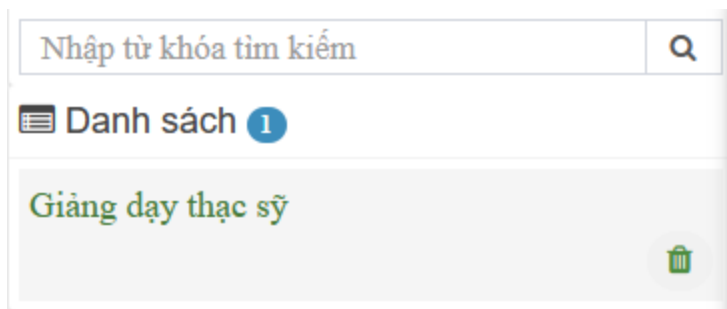 Nhập từ khóa tìm kiếm
Danh sách 1
Giảng dạy thạc sỹ